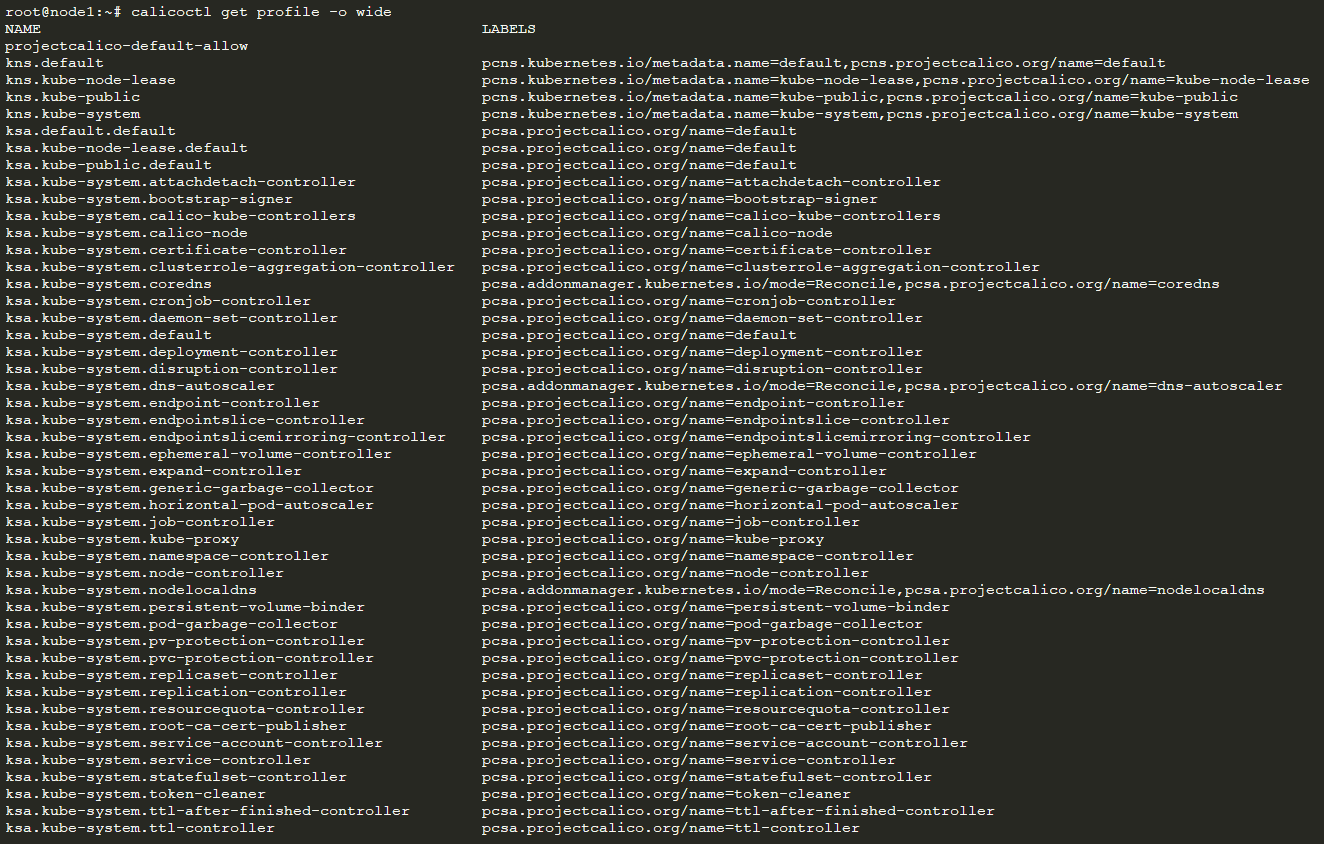 root@node1:~# calicoctl get profile -o wide
NAME LABELS
projectcalico-default-allow
kns.default pcns.kubernetes.io/metadata.name=default,pcns.projectcalico.org/name=default
kns.kube-node-lease pcns.kubernetes.io/metadata.name=kube-node-lease,pcns.projectcalico.org/name=kube-node-lease
kns.kube-public pcns.kubernetes.io/metadata.name=kube-public,pcns.projectcalico.org/name=kube-public
kns.kube-system pcns.kubernetes.io/metadata.name=kube-system,pcns.projectcalico.org/name=kube-system
ksa.default.default pcsa.projectcalico.org/name=default
ksa.kube-node-lease.default pcsa.projectcalico.org/name=default
ksa.kube-public.default pcsa.projectcalico.org/name=default
ksa.kube-system.attachdetach-controller pcsa.projectcalico.org/name=attachdetach-controller
ksa.kube-system.bootstrap-signer pcsa.projectcalico.org/name=bootstrap-signer
ksa.kube-system.calico-kube-controllers pcsa.projectcalico.org/name=calico-kube-controllers
ksa.kube-system.calico-node pcsa.projectcalico.org/name=calico-node
ksa.kube-system.certificate-controller pcsa.projectcalico.org/name=certificate-controller
ksa.kube-system.clusterrole-aggregation-controller pcsa.projectcalico.org/name=clusterrole-aggregation-controller
ksa.kube-system.coredns pcsa.addonmanager.kubernetes.io/mode=Reconcile,pcsa.projectcalico.org/name=coredns
ksa.kube-system.cronjob-controller pcsa.projectcalico.org/name=cronjob-controller
ksa.kube-system.daemon-set-controller pcsa.projectcalico.org/name=daemon-set-controller
ksa.kube-system.default pcsa.projectcalico.org/name=default
ksa.kube-system.deployment-controller pcsa.projectcalico.org/name=deployment-controller
ksa.kube-system.disruption-controller pcsa.projectcalico.org/name=disruption-controller
ksa.kube-system.dns-autoscaler pcsa.addonmanager.kubernetes.io/mode=Reconcile,pcsa.projectcalico.org/name=dns-autoscaler
ksa.kube-system.endpoint-controller pcsa.projectcalico.org/name=endpoint-controller
ksa.kube-system.endpointslice-controller pcsa.projectcalico.org/name=endpointslice-controller
ksa.kube-system.endpointslicemirroring-controller pcsa.projectcalico.org/name=endpointslicemirroring-controller
ksa.kube-system.ephemeral-volume-controller pcsa.projectcalico.org/name=ephemeral-volume-controller
ksa.kube-system.expand-controller pcsa.projectcalico.org/name=expand-controller
ksa.kube-system.generic-garbage-collector pcsa.projectcalico.org/name=generic-garbage-collector
ksa.kube-system.horizontal-pod-autoscaler pcsa.projectcalico.org/name=horizontal-pod-autoscaler
ksa.kube-system.job-controller pcsa.projectcalico.org/name=job-controller
ksa.kube-system.kube-proxy pcsa.projectcalico.org/name=kube-proxy
ksa.kube-system.namespace-controller pcsa.projectcalico.org/name=namespace-controller
ksa.kube-system.node-controller pcsa.projectcalico.org/name=node-controller
ksa.kube-system.nodelocaldns pcsa.addonmanager.kubernetes.io/mode=Reconcile,pcsa.projectcalico.org/name=nodelocaldns
ksa.kube-system.persistent-volume-binder pcsa.projectcalico.org/name=persistent-volume-binder
ksa.kube-system.pod-garbage-collector pcsa.projectcalico.org/name=pod-garbage-collector
ksa.kube-system.pv-protection-controller pcsa.projectcalico.org/name=pv-protection-controller
ksa.kube-system.pvc-protection-controller pcsa.projectcalico.org/name=pvc-protection-controller
ksa.kube-system.replicaset-controller pcsa.projectcalico.org/name=replicaset-controller
ksa.kube-system.replication-controller pcsa.projectcalico.org/name=replication-controller
ksa.kube-system.resourcequota-controller pcsa.projectcalico.org/name=resourcequota-controller
ksa.kube-system.root-ca-cert-publisher pcsa.projectcalico.org/name=root-ca-cert-publisher
ksa.kube-system.service-account-controller pcsa.projectcalico.org/name=service-account-controller
ksa.kube-system.service-controller pcsa.projectcalico.org/name=service-controller
ksa.kube-system.statefulset-controller pcsa.projectcalico.org/name=statefulset-controller
ksa.kube-system.token-cleaner pcsa.projectcalico.org/name=token-cleaner
ksa.kube-system.ttl-after-finished-controller pcsa.projectcalico.org/name=ttl-after-finished-controller
ksa.kube-system.ttl-controller pcsa.projectcalico.org/name=ttl-controller